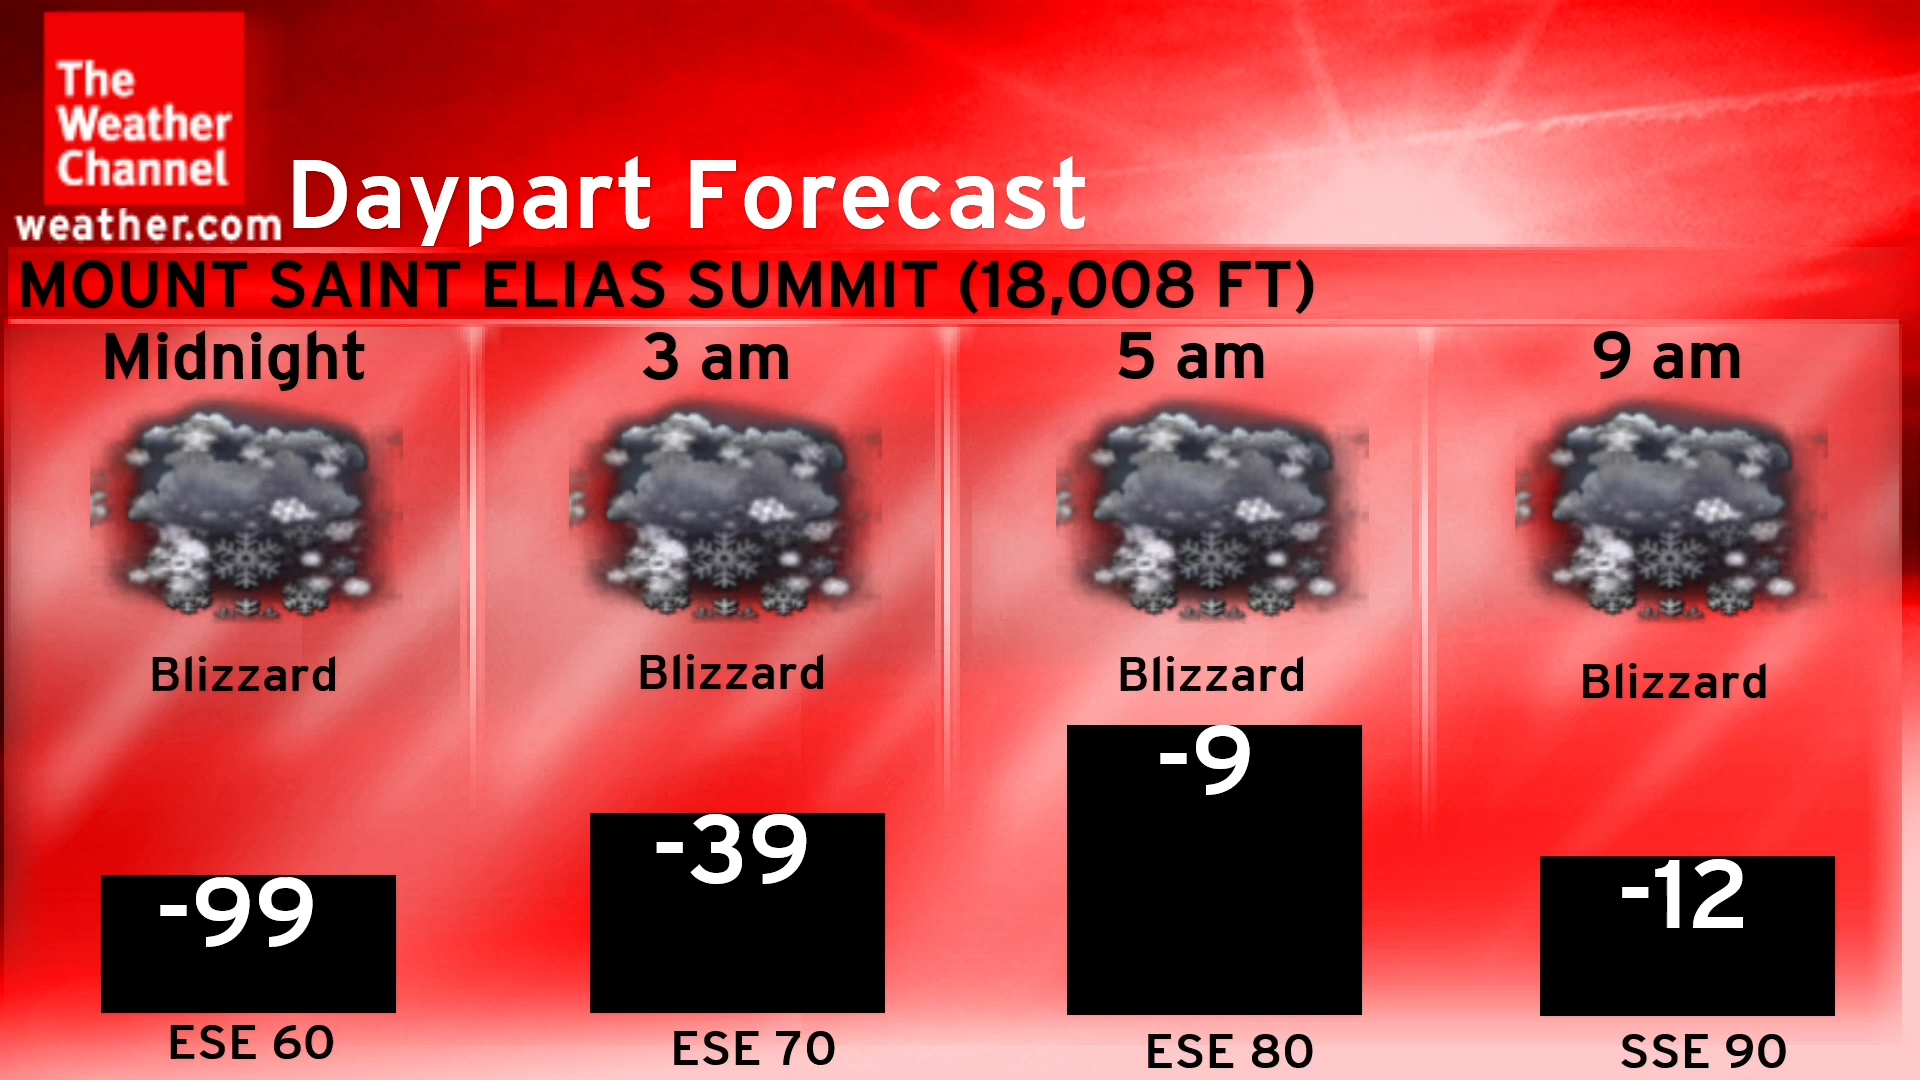 The
Weather
Channel
weather.com
Daypart Forecast
MOUNT SAINT ELIAS SUMMIT (18,008 FT)
Midnight
3 am
5 am
9 am
Blizzard
Blizzard
Blizzard
Blizzard
-99
-39
-9
-12
ESE 60
ESE 70
ESE 80
SSE 90